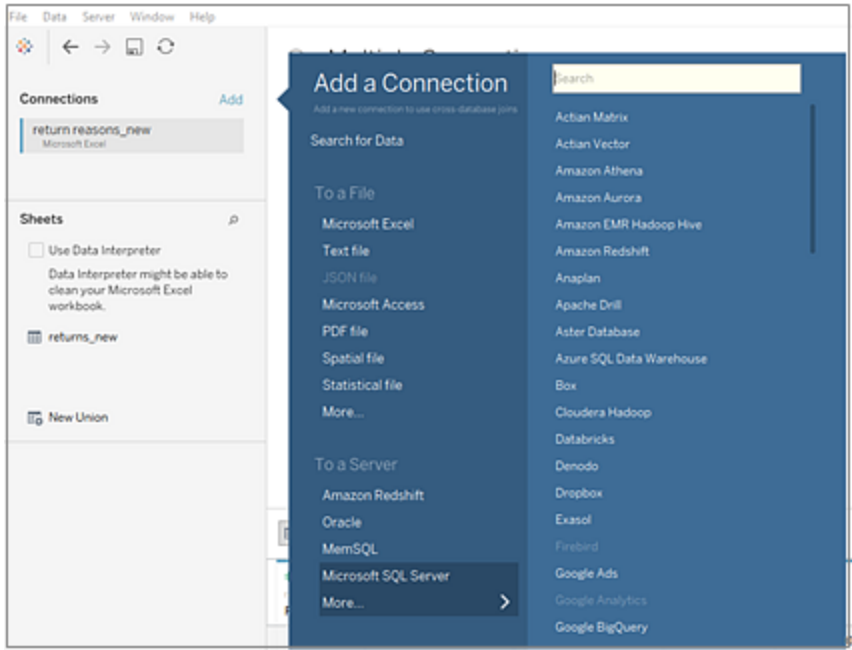 File Data Server Window Help
Connections Add
return reasons_new
Microsoft Excel
Sheets
Use Data Interpreter
Data Interpreter might be able to
clean your Microsoft Excel
workbook.
returns_new
New Union
Add a Connection
Add a new connection to use cross-database joins
Search for Data
To a File
Microsoft Excel
Text file
JSON file
Microsoft Access
PDF file
Spatial file
Statistical file
More...
To a Server
Amazon Redshift
Oracle
MemSQL
Microsoft SQL Server
More...
Search
Actian Matrix
Actian Vector
Amazon Athena
Amazon Aurora
Amazon EMR Hadoop Hive
Amazon Redshift
Anaplan
Apache Drill
Aster Database
Azure SQL Data Warehouse
Box
Cloudera Hadoop
Databricks
Denodo
Dropbox
Exasol
Firebird
Google Ads
Google Analytics
Google BigQuery